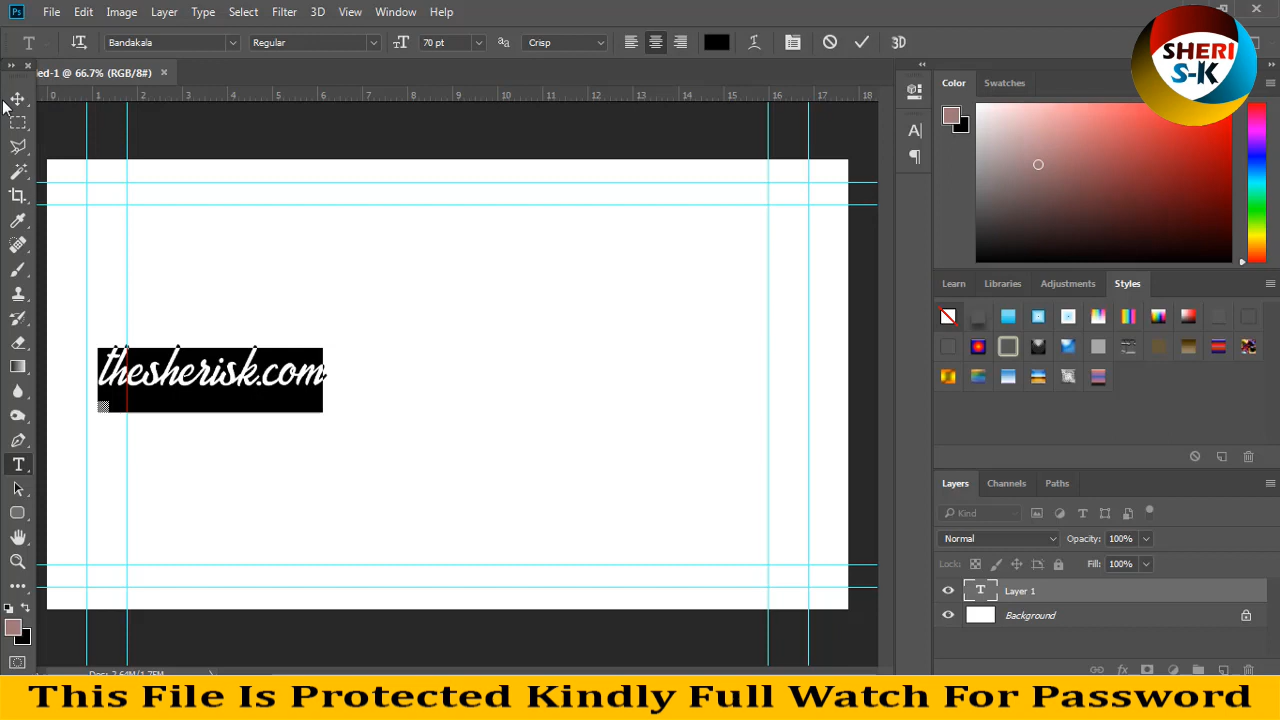 File Edit Image Layer Type Select Filter 3D View Window Help
Bandakala Regular 70 pt Crisp 3D
ed-1 @ 66.7% (RGB/8#)
0 1 2 3 4 5 6 7 8 9 10 11 12 13 14 15 16 17 18
thesherisk.com
SHERI
S-K
Color Swatches
Learn Libraries Adjustments Styles
Layers Channels Paths
Kind
Normal Opacity: 100%
Lock: Fill: 100%
Layer 1
Background
This File Is Protected Kindly Full Watch For Password